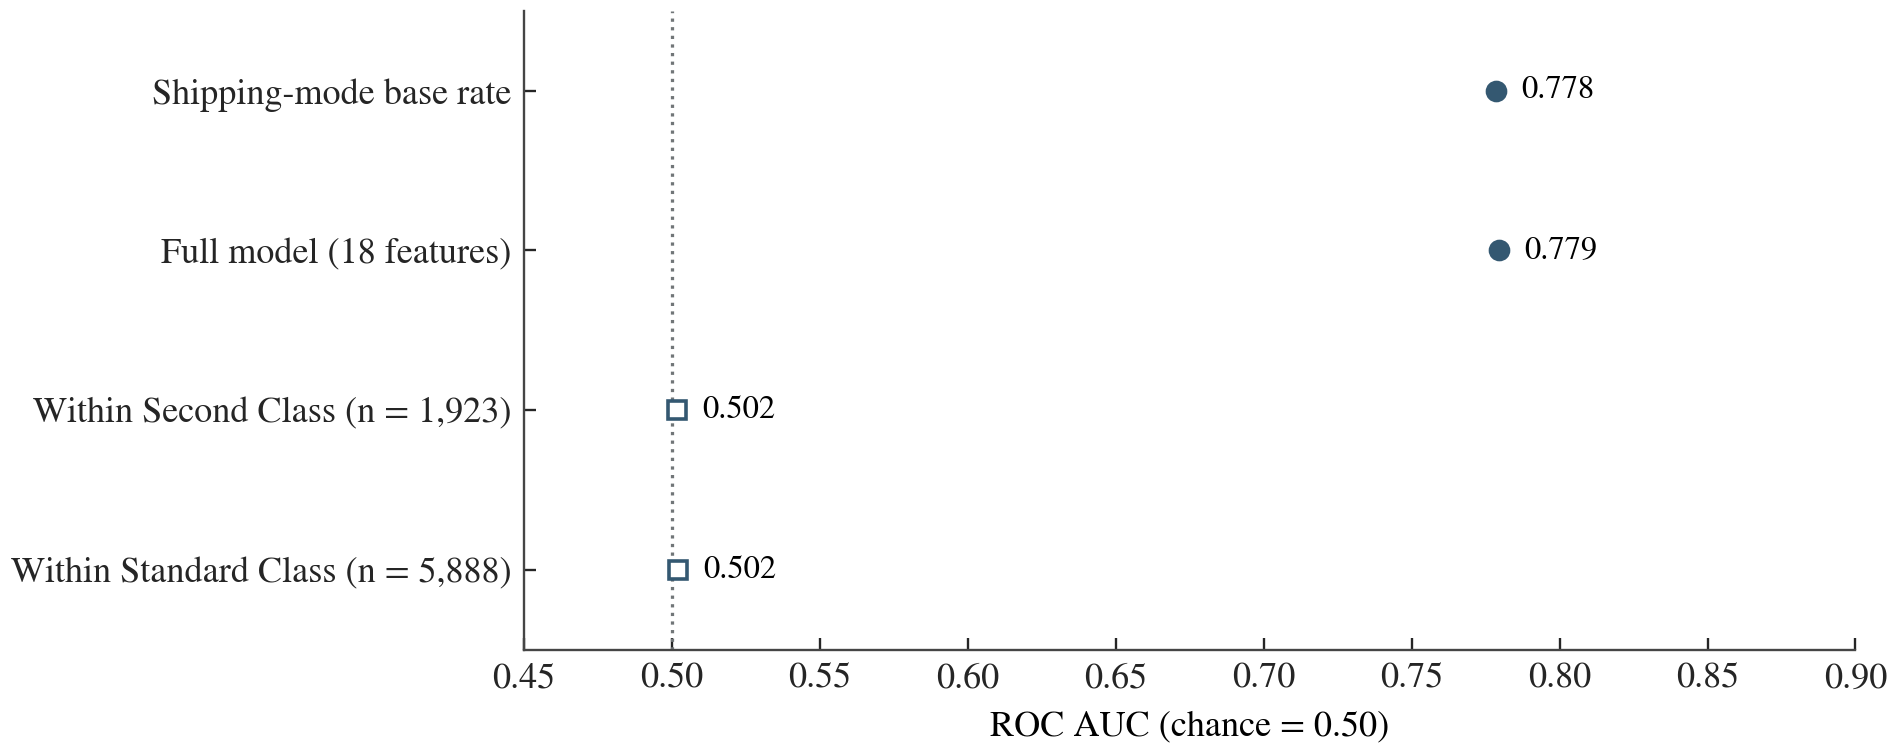 Shipping-mode base rate
0.778
Full model (18 features)
0.779
Within Second Class (n = 1,923)
0.502
Within Standard Class (n = 5,888)
0.502
0.45 0.50 0.55 0.60 0.65 0.70 0.75 0.80 0.85 0.90
ROC AUC (chance = 0.50)